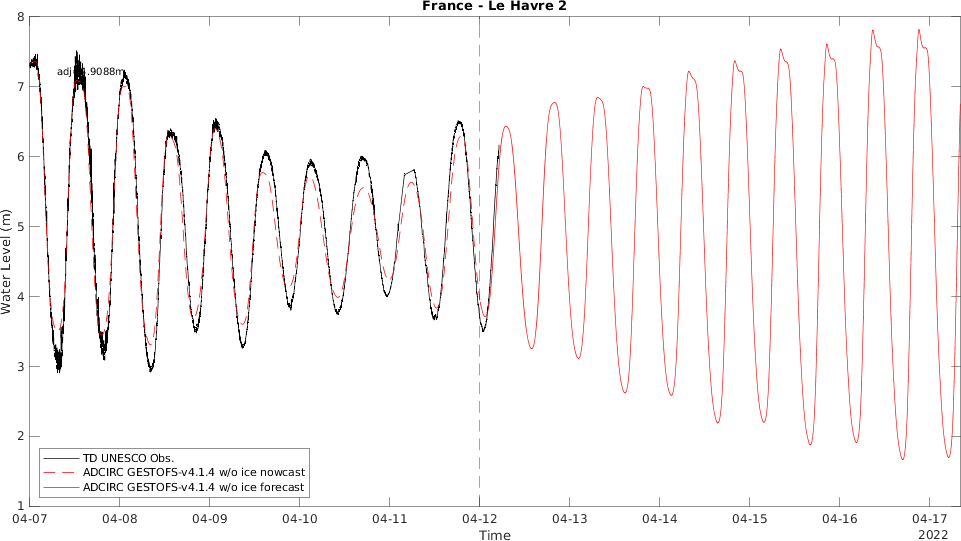 France - Le Havre 2
8
7
6
5
4
3
2
1
Water Level (m)
adj .9088m
TD UNESCO Obs.
ADCIRC GESTOFS-v4.1.4 w/o ice nowcast
ADCIRC GESTOFS-v4.1.4 w/o ice forecast
04-07 04-08 04-09 04-10 04-11 04-12 04-13 04-14 04-15 04-16 04-17
Time
2022